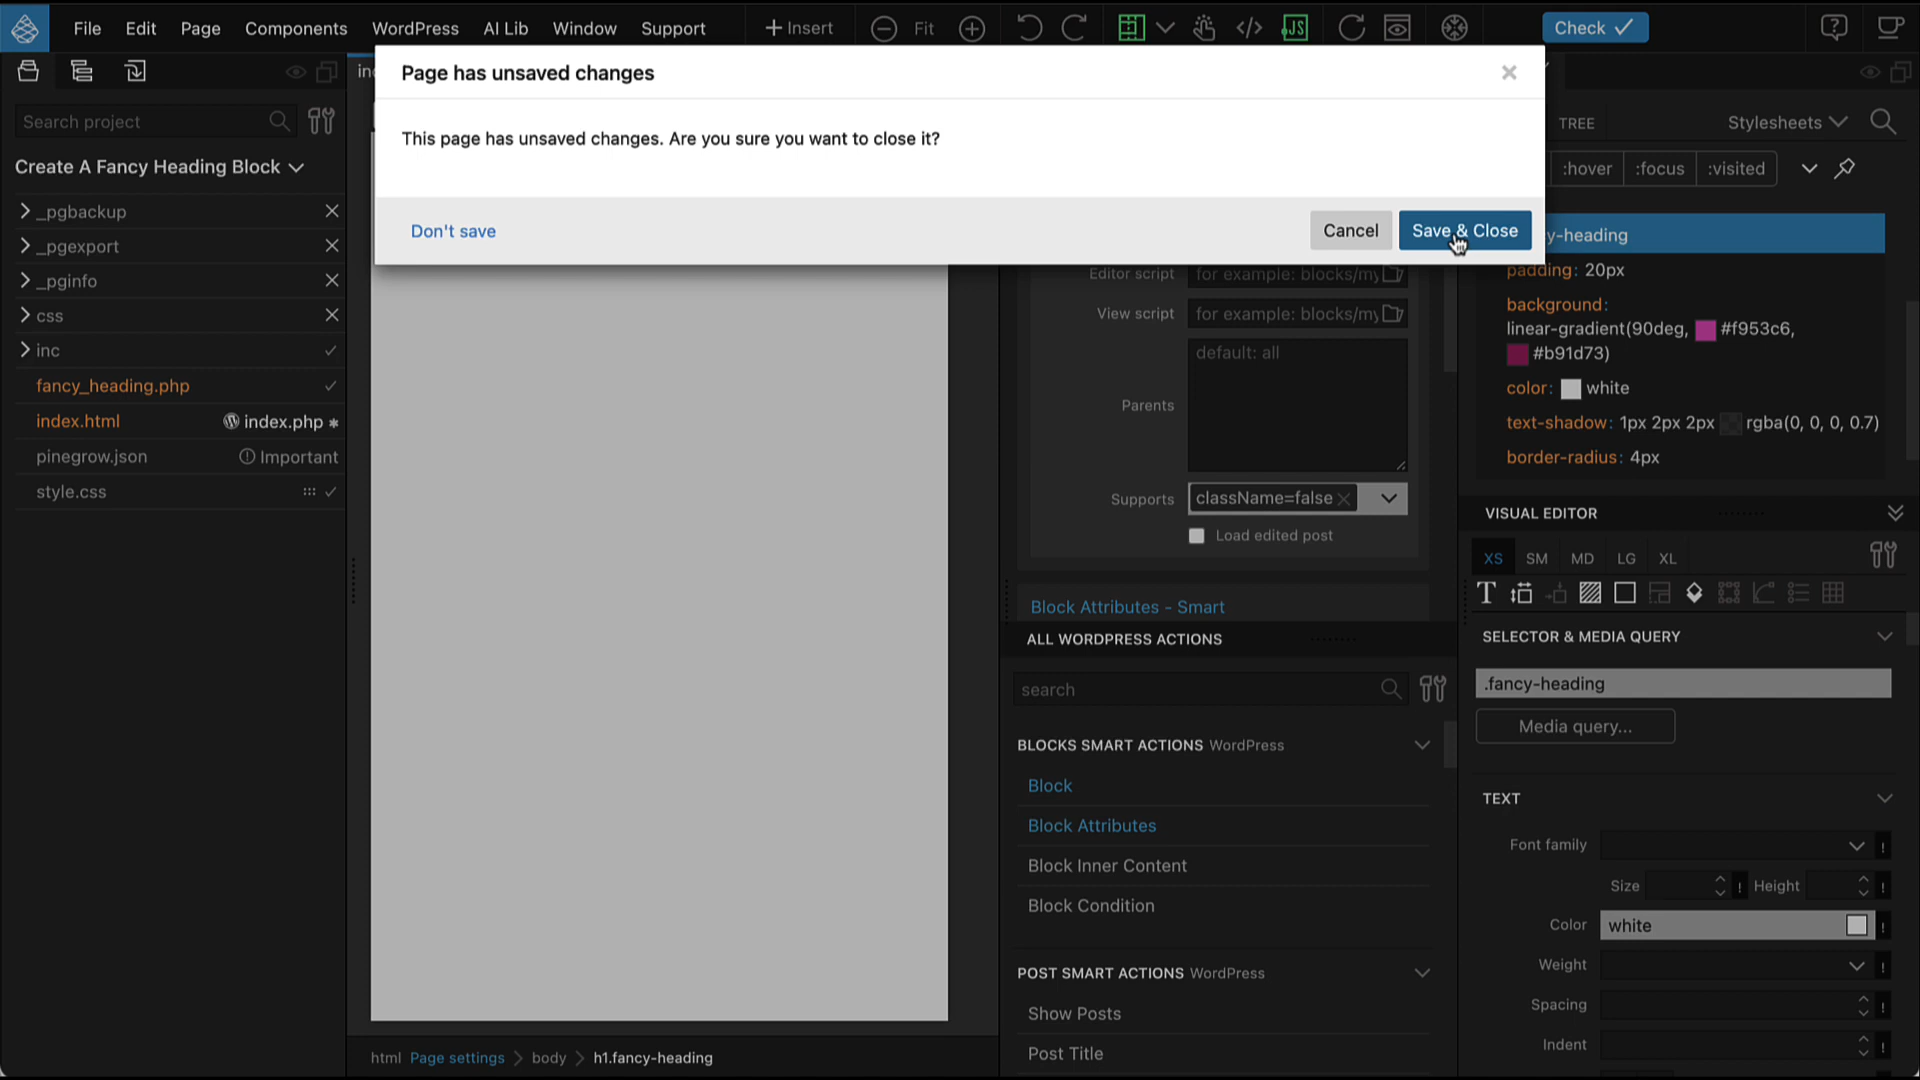 File Edit Page Components WordPress AI Lib Window Support + Insert Fit JS Check
Page has unsaved changes
This page has unsaved changes. Are you sure you want to close it?
Don't save Cancel Save & Close
Search project
Create A Fancy Heading Block
_pgbackup
_pgexport
_pginfo
css
inc
fancy_heading.php
index.html index.php *
pinegrow.json Important
style.css
Editor script for example: blocks/my
View script for example: blocks/my
Parents default: all
Supports className=false
Load edited post
Block Attributes - Smart
ALL WORDPRESS ACTIONS
search
BLOCKS SMART ACTIONS WordPress
Block
Block Attributes
Block Inner Content
Block Condition
POST SMART ACTIONS WordPress
Show Posts
Post Title
html Page settings > body > h1.fancy-heading
TREE Stylesheets
:hover :focus :visited
y-heading
padding: 20px
background:
linear-gradient(90deg, #f953c6,
#b91d73)
color: white
text-shadow: 1px 2px 2px rgba(0, 0, 0, 0.7)
border-radius: 4px
VISUAL EDITOR
XS SM MD LG XL
SELECTOR & MEDIA QUERY
.fancy-heading
Media query...
TEXT
Font family !
Size ! Height !
Color white !
Weight !
Spacing !
Indent !